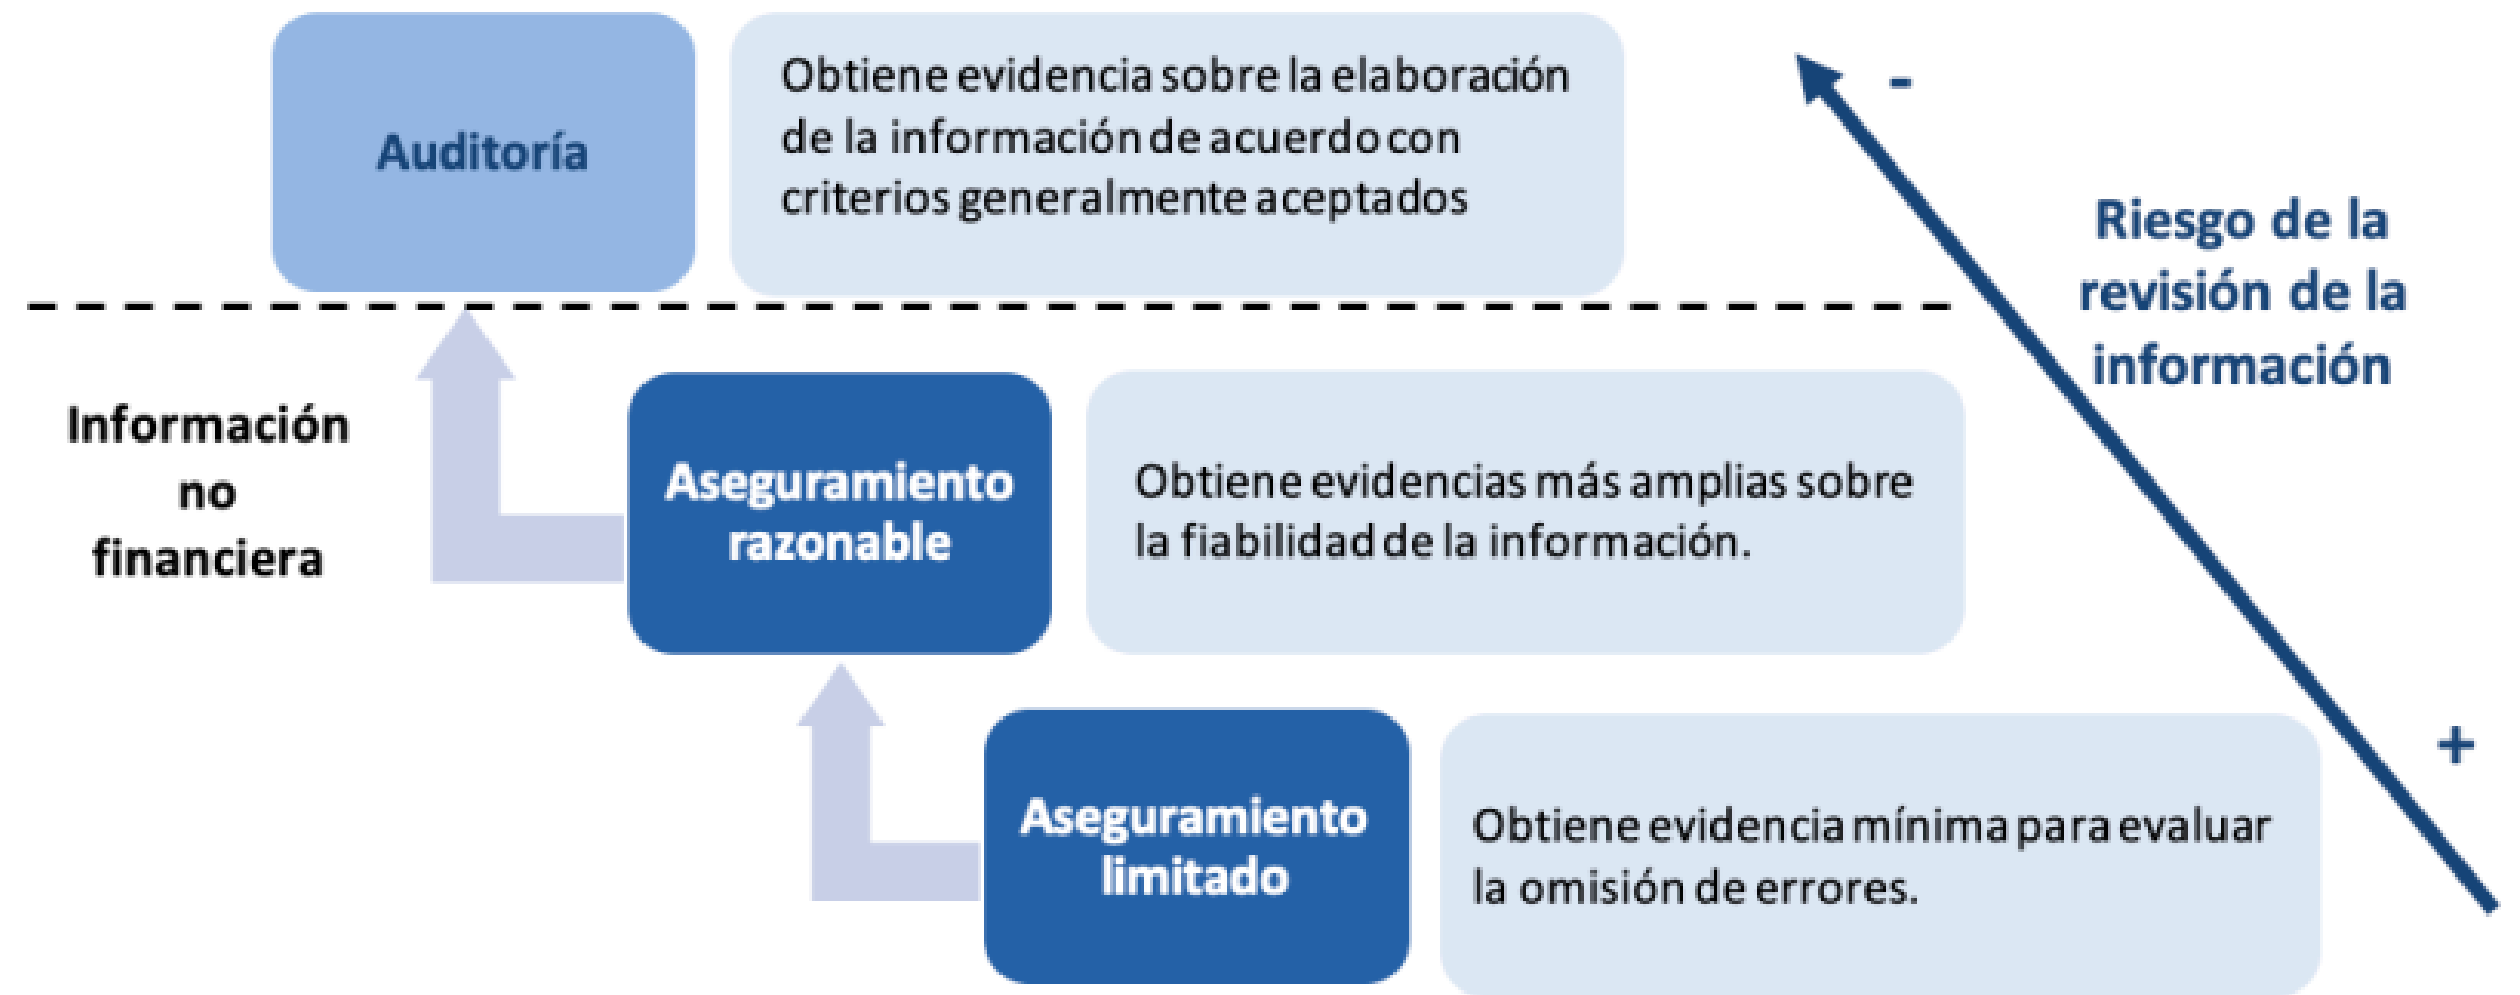 Auditoría
Obtiene evidencia sobre la elaboración
de la información de acuerdo con
criterios generalmente aceptados
-
Riesgo de la
revisión de la
información
Información
no
financiera
Aseguramiento
razonable
Obtiene evidencias más amplias sobre
la fiabilidad de la información.
+
Aseguramiento
limitado
Obtiene evidencia mínima para evaluar
la omisión de errores.